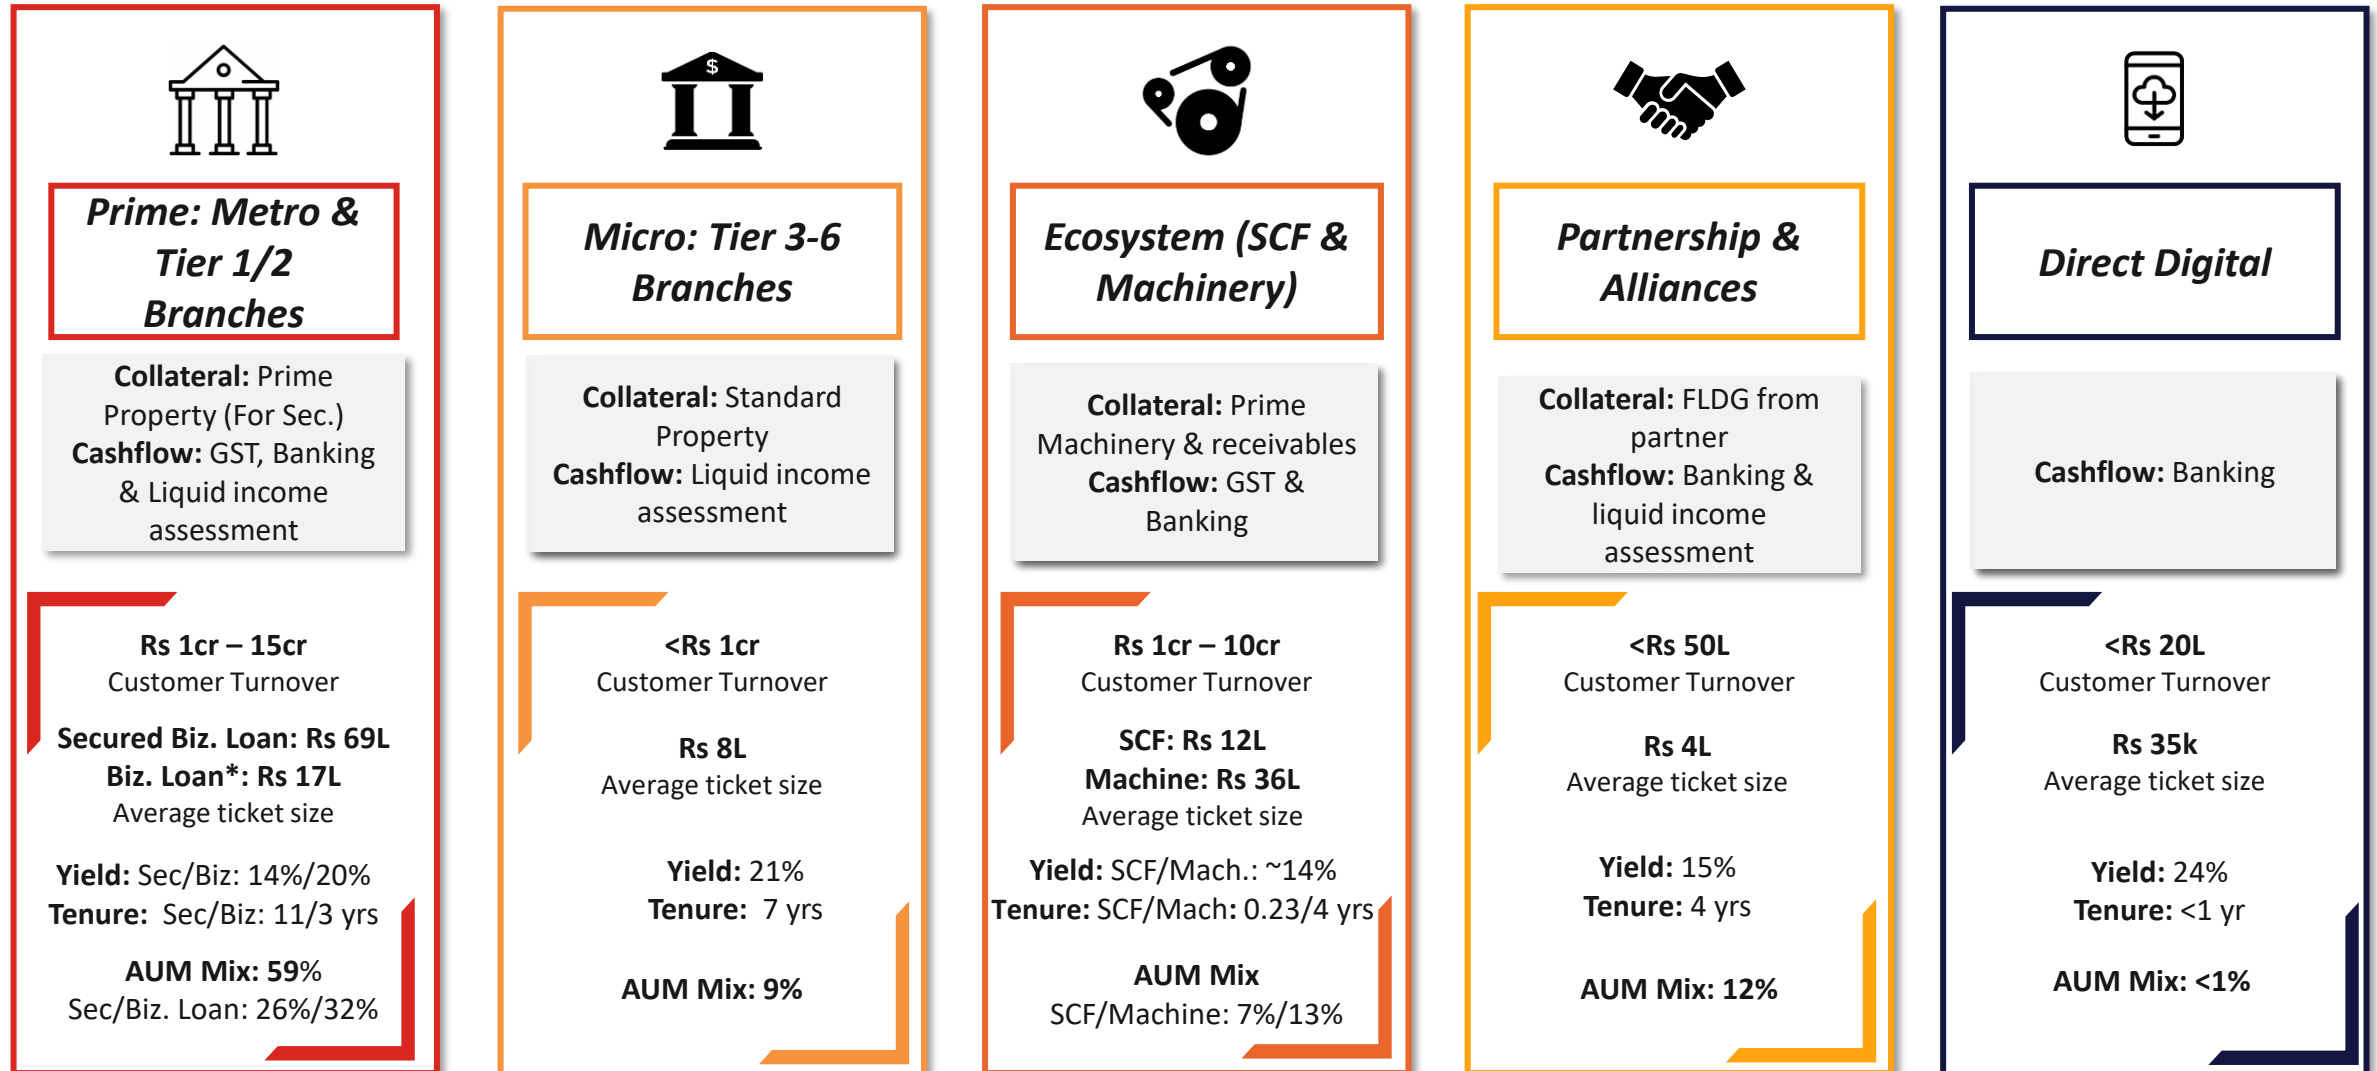 Prime: Metro &
Tier 1/2
Branches
Collateral: Prime
Property (For Sec.)
Cashflow: GST, Banking
& Liquid income
assessment
Rs 1cr – 15cr
Customer Turnover
Secured Biz. Loan: Rs 69L
Biz. Loan*: Rs 17L
Average ticket size
Yield: Sec/Biz: 14%/20%
Tenure: Sec/Biz: 11/3 yrs
AUM Mix: 59%
Sec/Biz. Loan: 26%/32%
$
Micro: Tier 3-6
Branches
Collateral: Standard
Property
Cashflow: Liquid income
assessment
<Rs 1cr
Customer Turnover
Rs 8L
Average ticket size
Yield: 21%
Tenure: 7 yrs
AUM Mix: 9%
Ecosystem (SCF &
Machinery)
Collateral: Prime
Machinery & receivables
Cashflow: GST &
Banking
Rs 1cr – 10cr
Customer Turnover
SCF: Rs 12L
Machine: Rs 36L
Average ticket size
Yield: SCF/Mach.: ~14%
Tenure: SCF/Mach: 0.23/4 yrs
AUM Mix
SCF/Machine: 7%/13%
Partnership &
Alliances
Collateral: FLDG from
partner
Cashflow: Banking &
liquid income
assessment
<Rs 50L
Customer Turnover
Rs 4L
Average ticket size
Yield: 15%
Tenure: 4 yrs
AUM Mix: 12%
Direct Digital
Cashflow: Banking
<Rs 20L
Customer Turnover
Rs 35k
Average ticket size
Yield: 24%
Tenure: <1 yr
AUM Mix: <1%